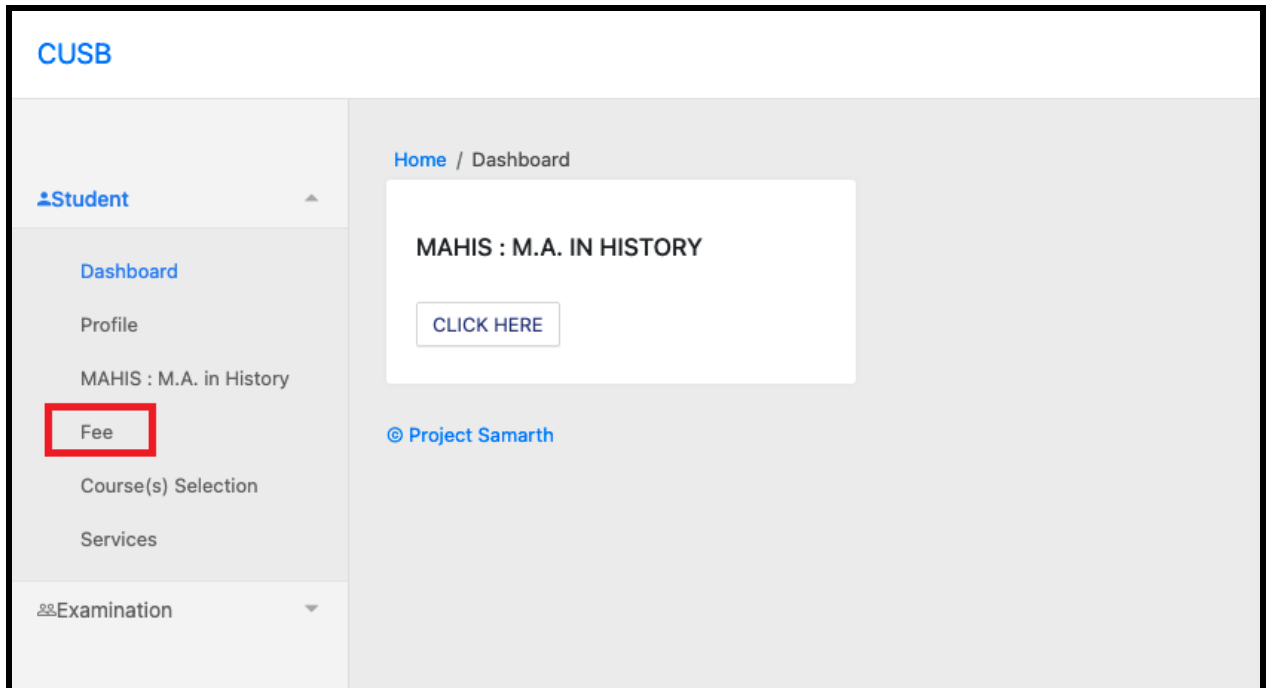 CUSB
Student
Dashboard
Profile
MAHIS : M.A. in History
Fee
Course(s) Selection
Services
Examination
Home / Dashboard
MAHIS : M.A. IN HISTORY
CLICK HERE
© Project Samarth